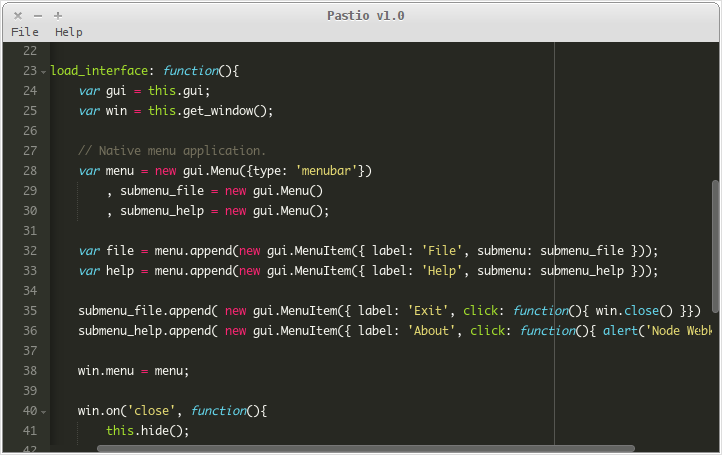 Pastio v1.0
File Help
22
23 load_interface: function(){
24     var gui = this.gui;
25     var win = this.get_window();
26
27     // Native menu application.
28     var menu = new gui.Menu({type: 'menubar'})
29         , submenu_file = new gui.Menu()
30         , submenu_help = new gui.Menu();
31
32     var file = menu.append(new gui.MenuItem({ label: 'File', submenu: submenu_file }));
33     var help = menu.append(new gui.MenuItem({ label: 'Help', submenu: submenu_help }));
34
35     submenu_file.append( new gui.MenuItem({ label: 'Exit', click: function(){ win.close() }})
36     submenu_help.append( new gui.MenuItem({ label: 'About', click: function(){ alert('Node Web
37
38     win.menu = menu;
39
40     win.on('close', function(){
41         this.hide();
42